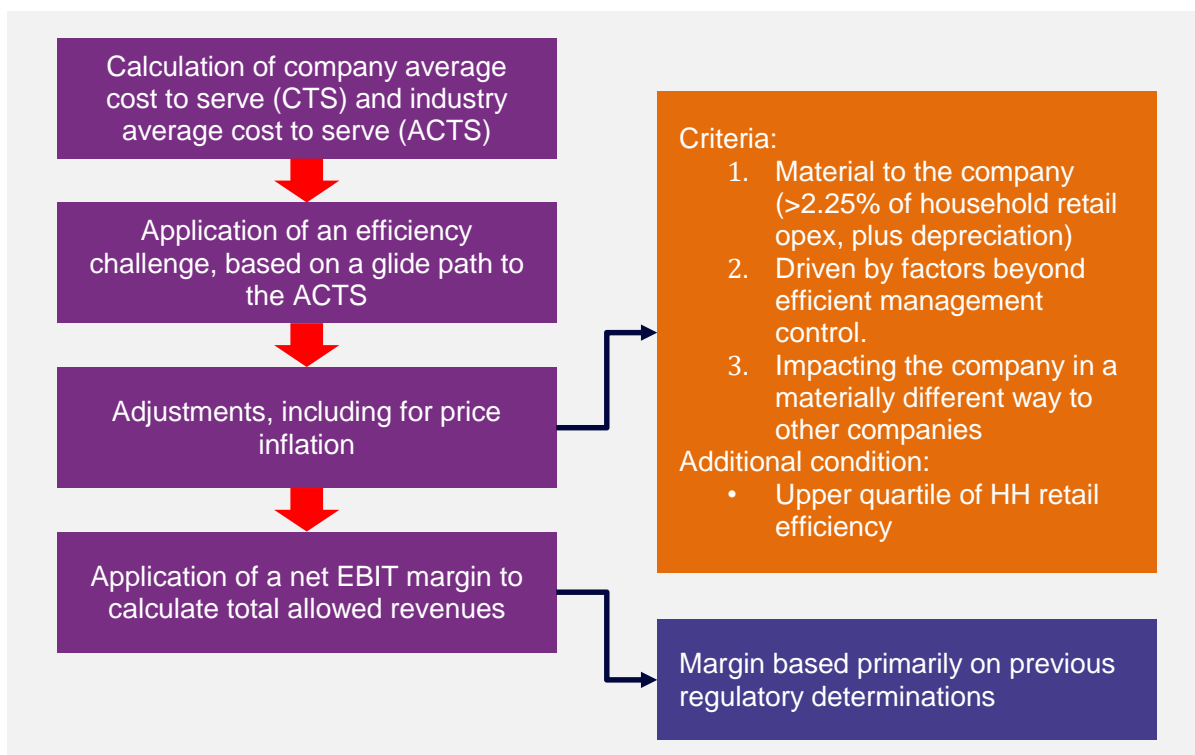 Calculation of company average
cost to serve (CTS) and industry
average cost to serve (ACTS)
Application of an efficiency
challenge, based on a glide path to
the ACTS
Adjustments, including for price
inflation
Application of a net EBIT margin to
calculate total allowed revenues
Criteria:
1. Material to the company
(>2.25% of household retail
opex, plus depreciation)
2. Driven by factors beyond
efficient management
control.
3. Impacting the company in a
materially different way to
other companies
Additional condition:
• Upper quartile of HH retail
efficiency
Margin based primarily on previous
regulatory determinations